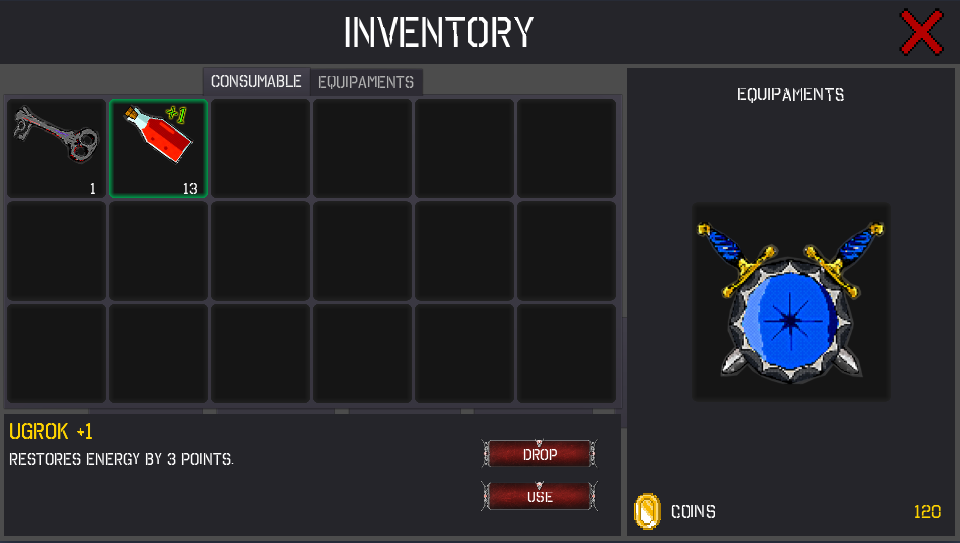 INVENTORY
CONSUMABLE
EQUIPAMENTS
EQUIPAMENTS
+1
1
13
UGROK +1
RESTORES ENERGY BY 3 POINTS.
DROP
USE
COINS
120